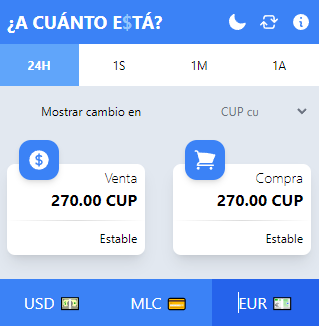 ¿A CUÁNTO E$TÁ?
24H 1S 1M 1A
Mostrar cambio en CUP cu
Venta
270.00 CUP
Estable
Compra
270.00 CUP
Estable
USD MLC EUR